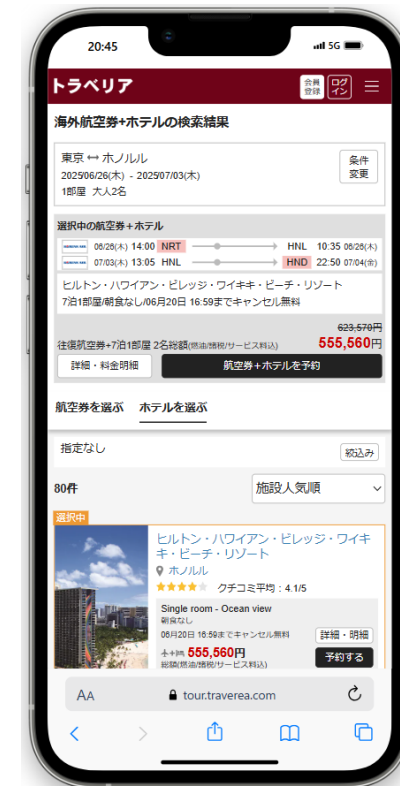 20:45
5G
トラベリア
会員
登録
ログ
イン
海外航空券+ホテルの検索結果
東京 ↔ ホノルル
2025/06/26(木) - 2025/07/03(木)
1部屋 大人2名
条件
変更
選択中の航空券+ホテル
06/26(木) 14:00 NRT HNL 10:35 06/26(木)
07/03(木) 13:05 HNL HND 22:50 07/04(金)
ヒルトン・ハワイアン・ビレッジ・ワイキキ・ビーチ・リゾート
7泊1部屋/朝食なし/06月20日 16:59までキャンセル無料
623,570円
往復航空券+7泊1部屋 2名総額(燃油/諸税/サービス料込) 555,560円
詳細・料金明細
航空券+ホテルを予約
航空券を選ぶ ホテルを選ぶ
指定なし
絞込み
80件
施設人気順
選択中
ヒルトン・ハワイアン・ビレッジ・ワイキ
キ・ビーチ・リゾート
ホノルル
クチコミ平均 : 4.1/5
Single room - Ocean view
朝食なし
06月20日 16:59までキャンセル無料
詳細・明細
555,560円
総額(燃油/諸税/サービス料込)
予約する
AA
tour.traverea.com